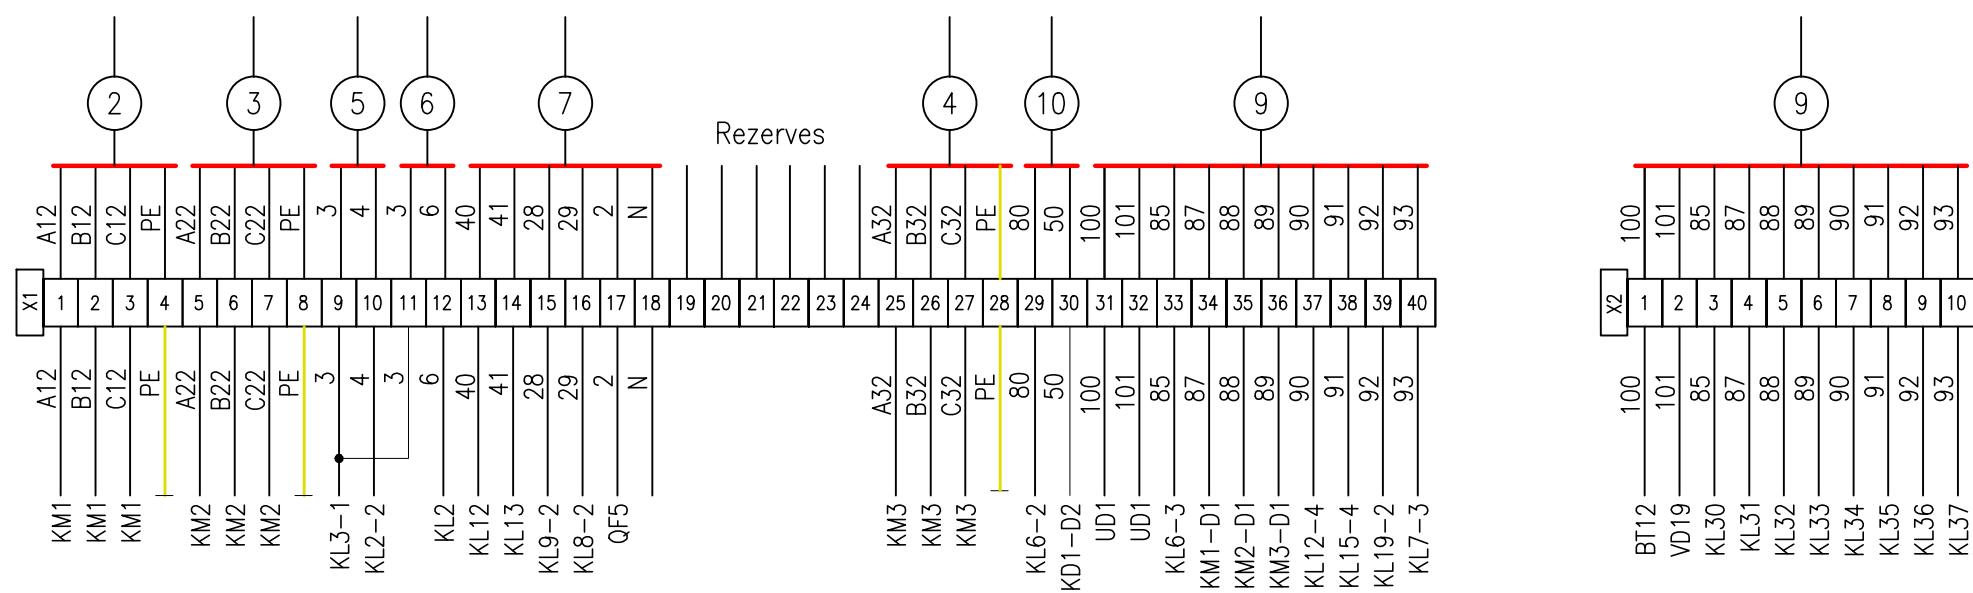 2 3 5 6 7 4 10 9 9
Rezerves
A12 B12 C12 PE A22 B22 C22 PE 3 4 3 6 40 41 28 29 2 N A32 B32 C32 PE 80 50 100 101 85 87 88 89 90 91 92 93 100 101 85 87 88 89 90 91 92 93
X1 1 2 3 4 5 6 7 8 9 10 11 12 13 14 15 16 17 18 19 20 21 22 23 24 25 26 27 28 29 30 31 32 33 34 35 36 37 38 39 40 X2 1 2 3 4 5 6 7 8 9 10
A12 B12 C12 PE A22 B22 C22 PE 3 4 3 6 40 41 28 29 2 N A32 B32 C32 PE 80 50 100 101 85 87 88 89 90 91 92 93 100 101 85 87 88 89 90 91 92 93
KM1 KM1 KM1 KM2 KM2 KM2 KL3-1 KL2-2 KL2 KL12 KL13 KL9-2 KL8-2 QF5 KM3 KM3 KM3 KL6-2 KD1-D2 UD1 UD1 KL6-3 KM1-D1 KM2-D1 KM3-D1 KL12-4 KL15-4 KL19-2 KL7-3 BT12 VD19 KL30 KL31 KL32 KL33 KL34 KL35 KL36 KL37